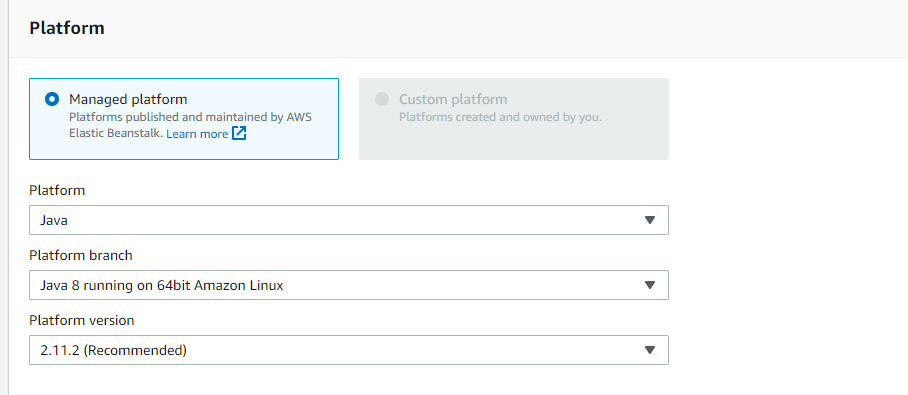 Platform
Managed platform
Platforms published and maintained by AWS
Elastic Beanstalk. Learn more
Custom platform
Platforms created and owned by you.
Platform
Java
Platform branch
Java 8 running on 64bit Amazon Linux
Platform version
2.11.2 (Recommended)